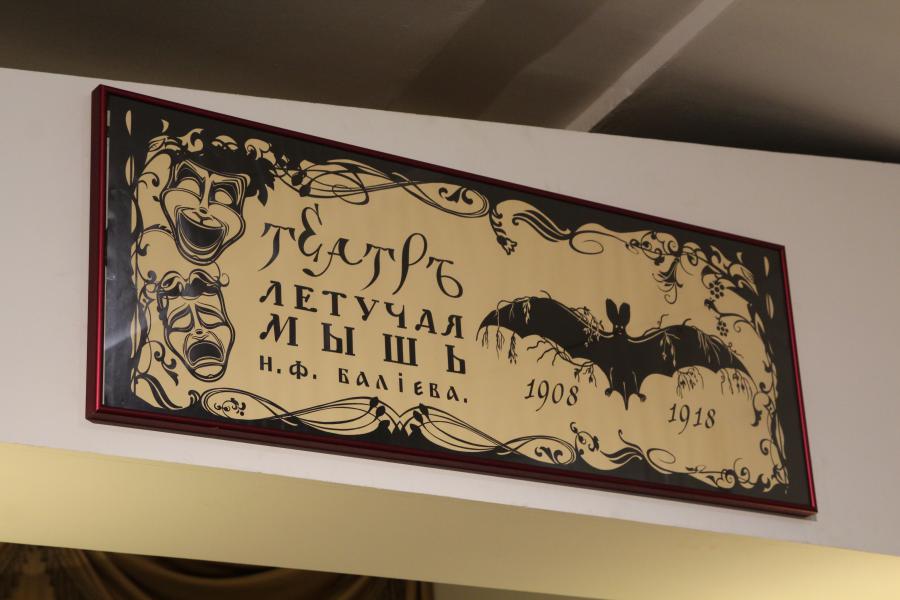 ТЕАТРЪ
ЛЕТУЧАЯ
МЫШЬ
Н.Ф. БАЛІЕВА.
1908
1918